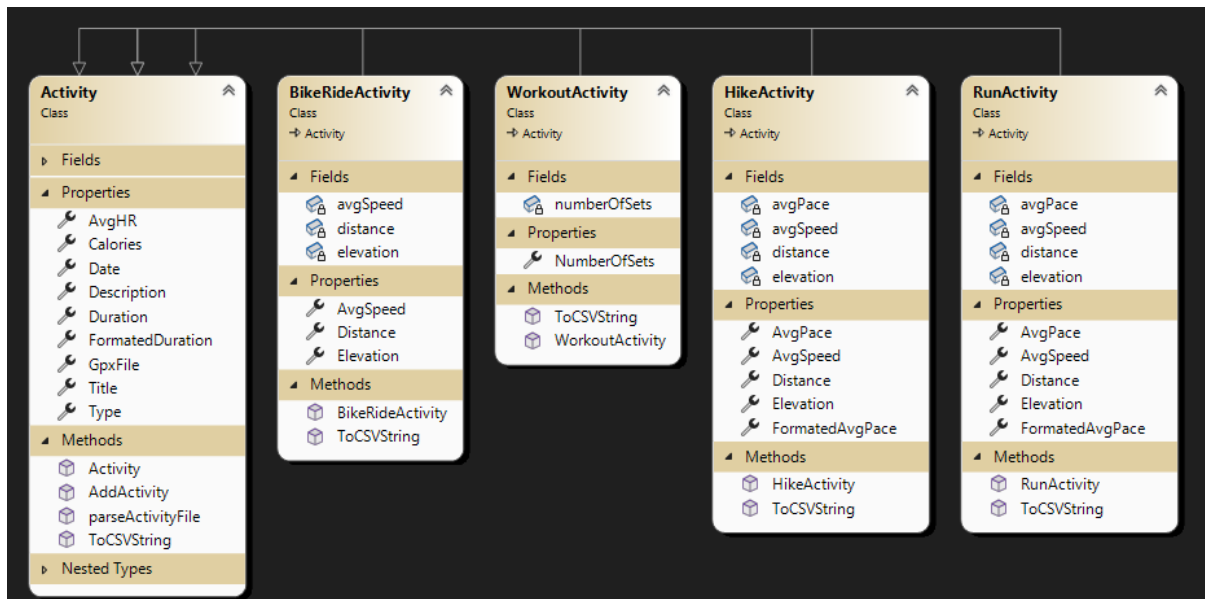 Activity
Class
Fields
Properties
AvgHR
Calories
Date
Description
Duration
FormatedDuration
GpxFile
Title
Type
Methods
Activity
AddActivity
parseActivityFile
ToCSVString
Nested Types
BikeRideActivity
Class
Activity
Fields
avgSpeed
distance
elevation
Properties
AvgSpeed
Distance
Elevation
Methods
BikeRideActivity
ToCSVString
WorkoutActivity
Class
Activity
Fields
numberOfSets
Properties
NumberOfSets
Methods
ToCSVString
WorkoutActivity
HikeActivity
Class
Activity
Fields
avgPace
avgSpeed
distance
elevation
Properties
AvgPace
AvgSpeed
Distance
Elevation
FormatedAvgPace
Methods
HikeActivity
ToCSVString
RunActivity
Class
Activity
Fields
avgPace
avgSpeed
distance
elevation
Properties
AvgPace
AvgSpeed
Distance
Elevation
FormatedAvgPace
Methods
RunActivity
ToCSVString